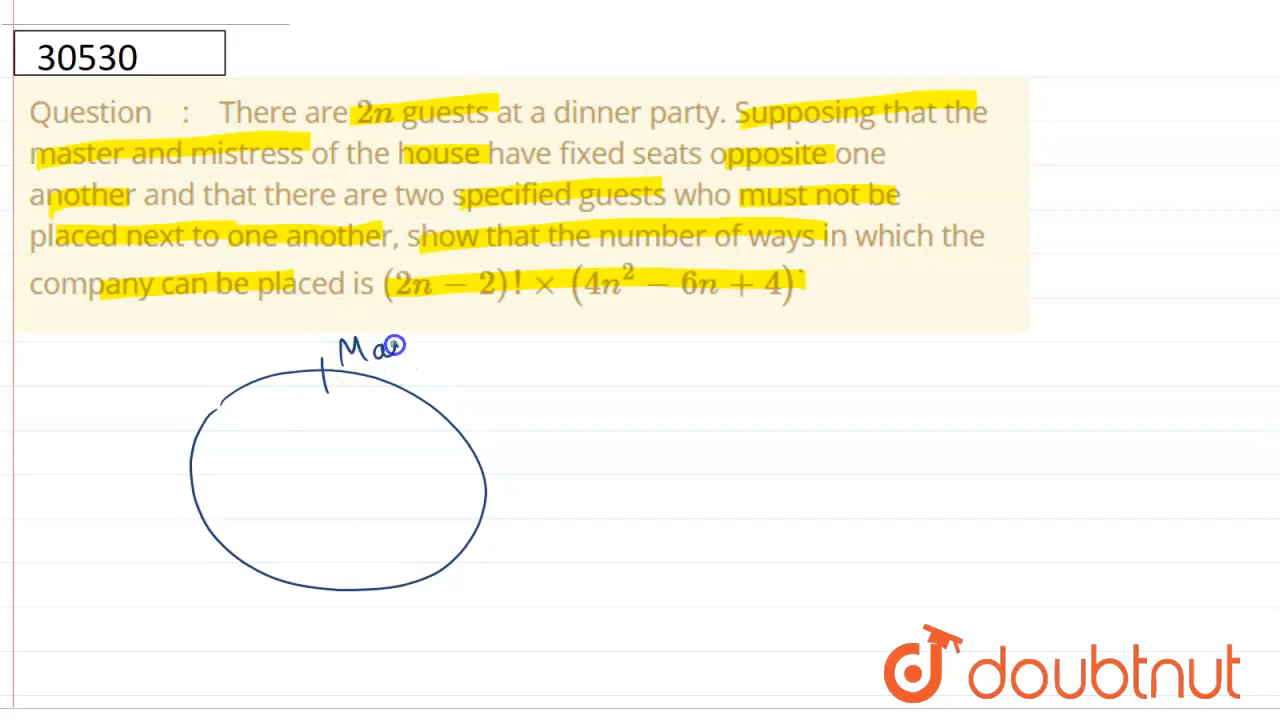 30530
Question : There are 2n guests at a dinner party. Supposing that the
master and mistress of the house have fixed seats opposite one
another and that there are two specified guests who must not be
placed next to one another, show that the number of ways in which the
company can be placed is (2n − 2)! × (4n² − 6n + 4)˙
Ma
doubtnut